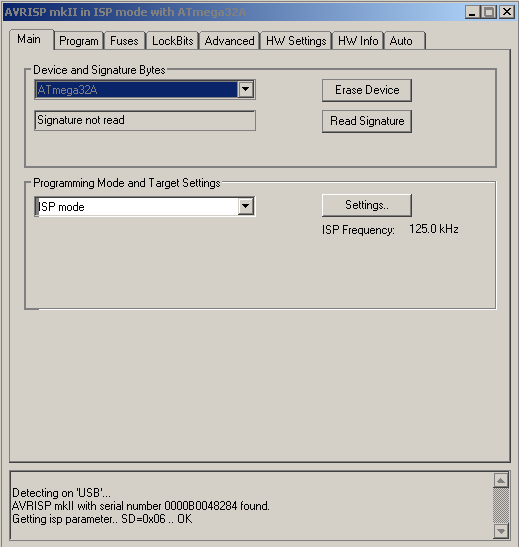 AVRISP mkII in ISP mode with ATmega32A
Main Program Fuses LockBits Advanced HW Settings HW Info Auto
Device and Signature Bytes
ATmega32A
Erase Device
Signature not read
Read Signature
Programming Mode and Target Settings
ISP mode
Settings..
ISP Frequency: 125.0 kHz
Detecting on 'USB'...
AVRISP mkII with serial number 0000B0048284 found.
Getting isp parameter.. SD=0x06 .. OK